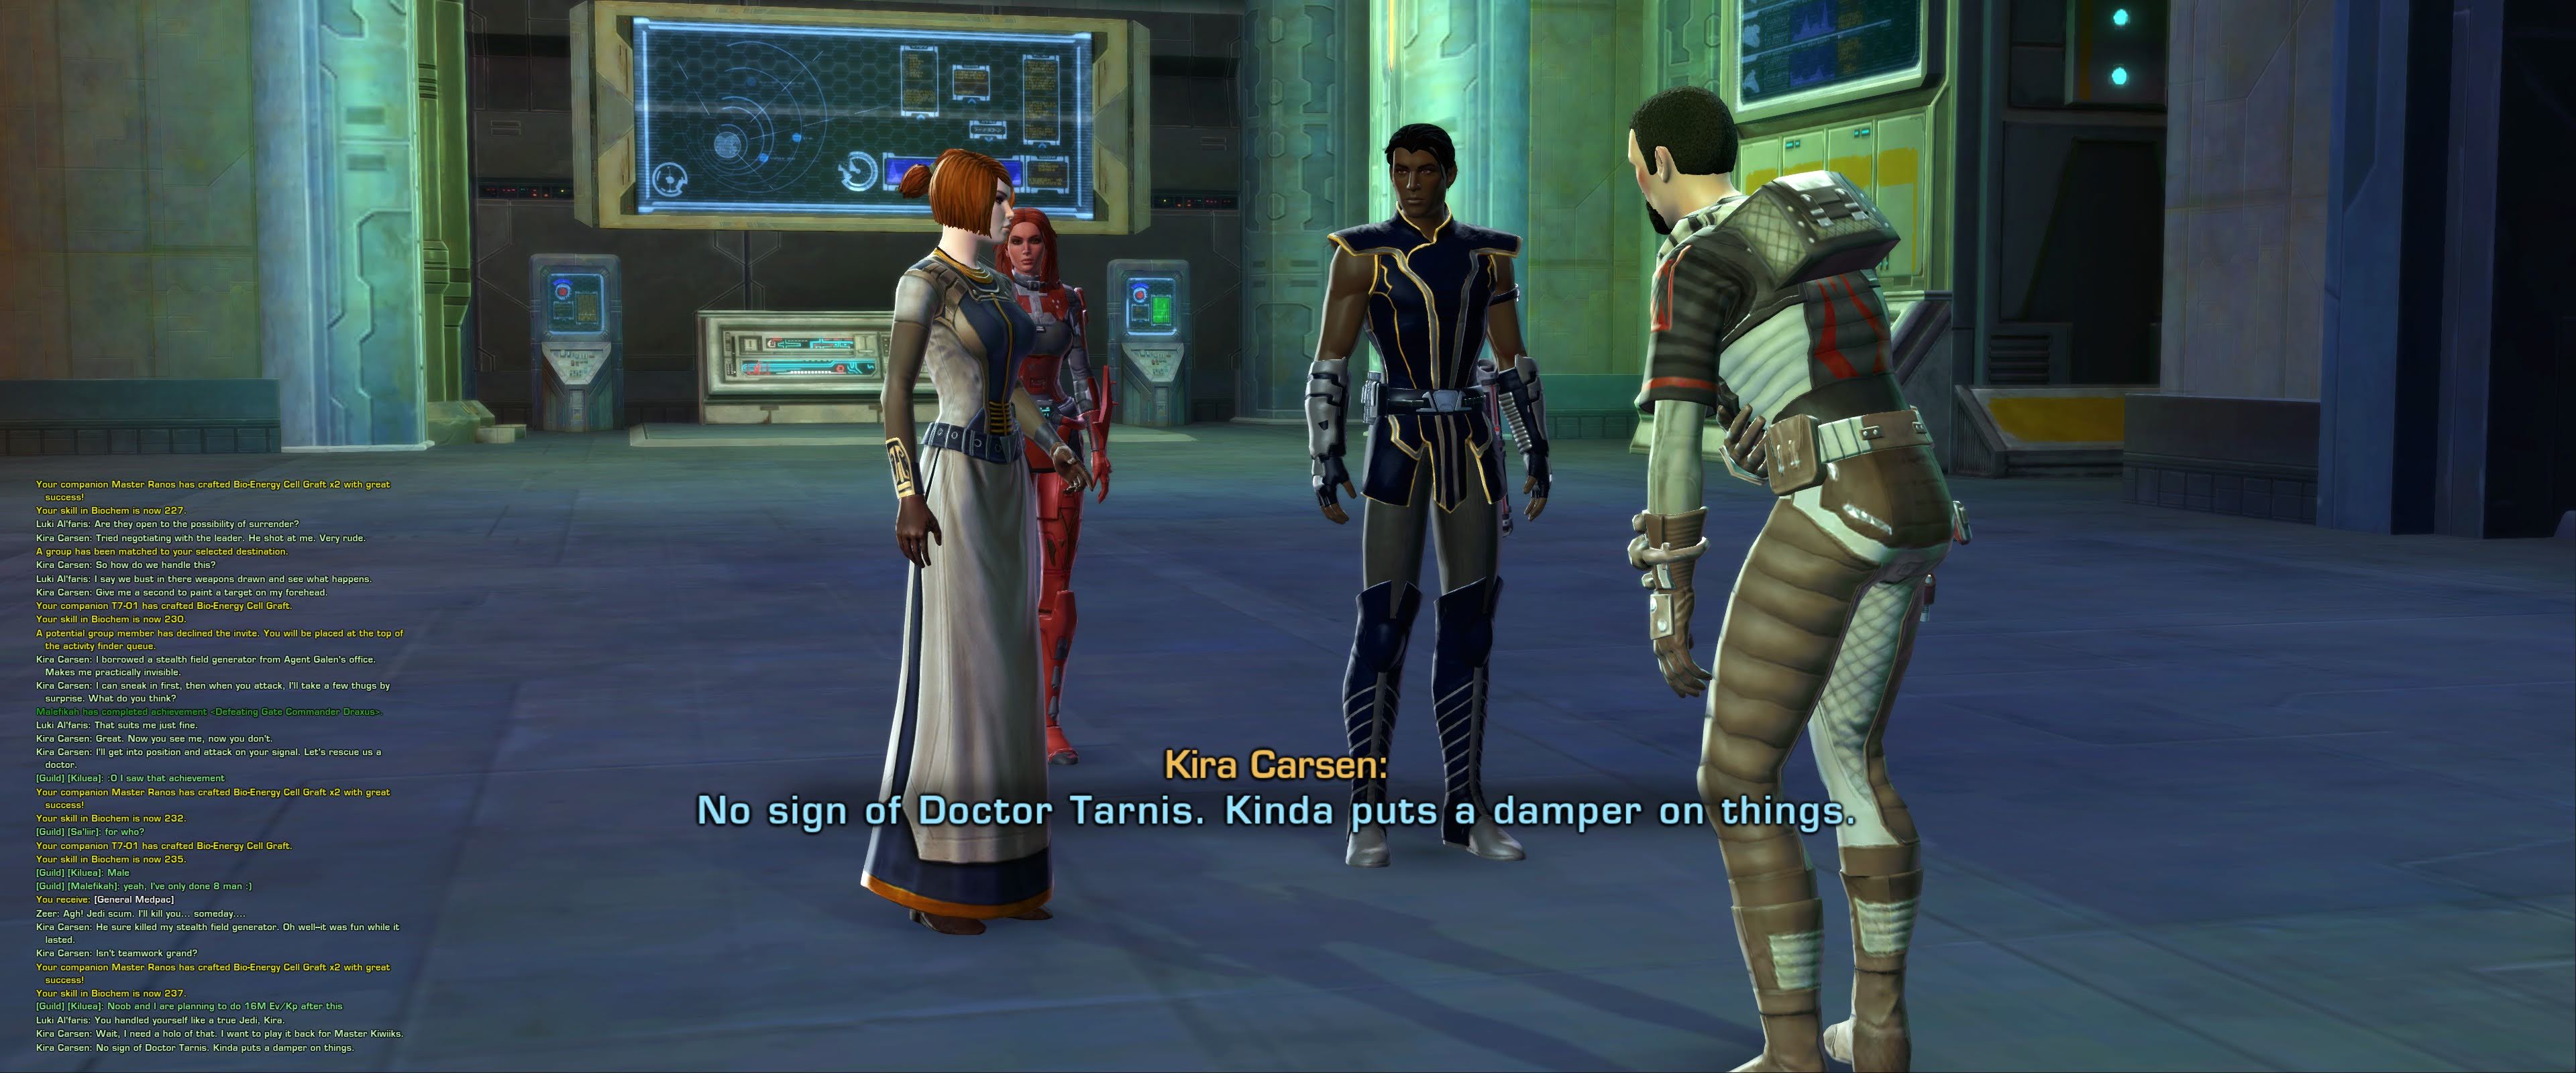 Your companion Master Ranos has crafted Bio-Energy Cell Graft x2 with great
success!
Your skill in Biochem is now 227.
Luki Al'faris: Are they open to the possibility of surrender?
Kira Carsen: Tried negotiating with the leader. He shot at me. Very rude.
A group has been matched to your selected destination.
Kira Carsen: So how do we handle this?
Luki Al'faris: I say we bust in there weapons drawn and see what happens.
Kira Carsen: Give me a second to paint a target on my forehead.
Your companion T7-O1 has crafted Bio-Energy Cell Graft.
Your skill in Biochem is now 230.
A potential group member has declined the invite. You will be placed at the top of
the activity finder queue.
Kira Carsen: I borrowed a stealth field generator from Agent Galen's office.
Makes me practically invisible.
Kira Carsen: I can sneak in first, then when you attack, I'll take a few thugs by
surprise. What do you think?
Malefikah has completed achievement <Defeating Gate Commander Draxus>.
Luki Al'faris: That suits me just fine.
Kira Carsen: Great. Now you see me, now you don't.
Kira Carsen: I'll get into position and attack on your signal. Let's rescue us a
doctor.
[Guild] [Kiluea]: :O I saw that achievement
Your companion Master Ranos has crafted Bio-Energy Cell Graft x2 with great
success!
Your skill in Biochem is now 232.
[Guild] [Sa'liir]: for who?
Your companion T7-O1 has crafted Bio-Energy Cell Graft.
Your skill in Biochem is now 235.
[Guild] [Kiluea]: Male
[Guild] [Malefikah]: yeah, I've only done 8 man :)
You receive: [General Medpac]
Zeer: Agh! Jedi scum. I'll kill you... someday....
Kira Carsen: He sure killed my stealth field generator. Oh well—it was fun while it
lasted.
Kira Carsen: Isn't teamwork grand?
Your companion Master Ranos has crafted Bio-Energy Cell Graft x2 with great
success!
Your skill in Biochem is now 237.
[Guild] [Kiluea]: Noob and I are planning to do 16M Ev/Kp after this
Luki Al'faris: You handled yourself like a true Jedi, Kira.
Kira Carsen: Wait, I need a holo of that. I want to play it back for Master Kiwiiks.
Kira Carsen: No sign of Doctor Tarnis. Kinda puts a damper on things.
Kira Carsen:
No sign of Doctor Tarnis. Kinda puts a damper on things.